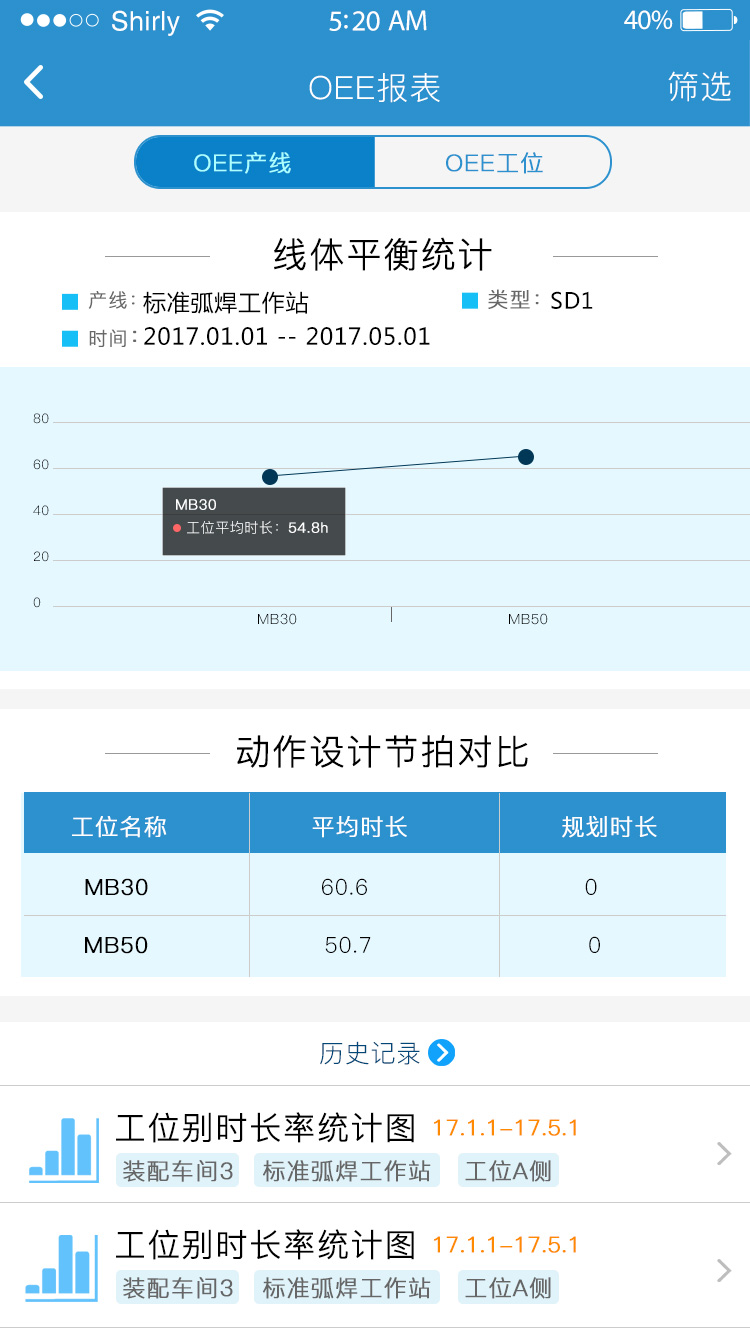 Shirly 5:20 AM 40%
OEE报表 筛选
OEE产线 OEE工位
线体平衡统计
产线: 标准弧焊工作站 类型: SD1
时间: 2017.01.01 -- 2017.05.01
80
60
MB30
工位平均时长: 54.8h
40
20
0
MB30 MB50
动作设计节拍对比
工位名称 平均时长 规划时长
MB30 60.6 0
MB50 50.7 0
历史记录
工位别时长率统计图 17.1.1-17.5.1
装配车间3 标准弧焊工作站 工位A侧
工位别时长率统计图 17.1.1-17.5.1
装配车间3 标准弧焊工作站 工位A侧